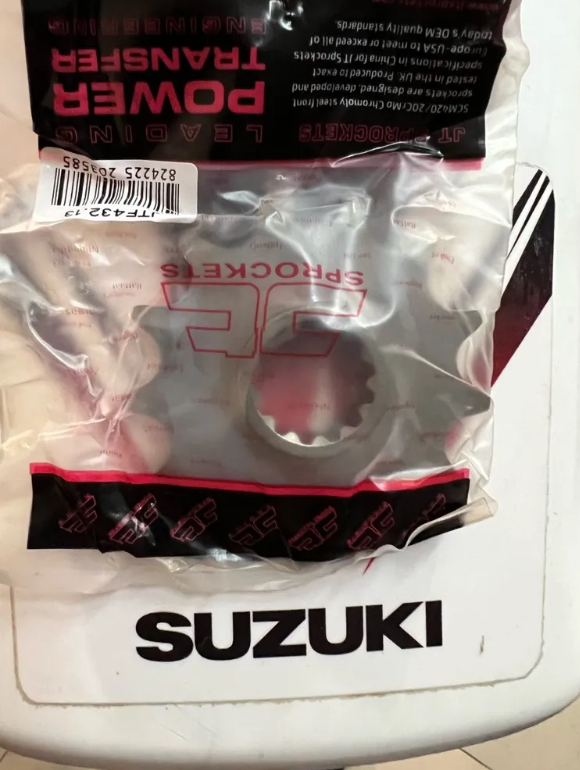 JT SPROCKETS
LEADING
POWER
TRANSFER
ENGINEERING
SCM420/20CrMo Chromoly steel front
sprockets are designed, developed and
tested in the UK. Produced to exact
specifications in China for JT Sprockets
Europe-USA to meet or exceed all of
today's OEM quality standards.
JTF432.13
824225 203585
SPROCKETS
SUZUKI